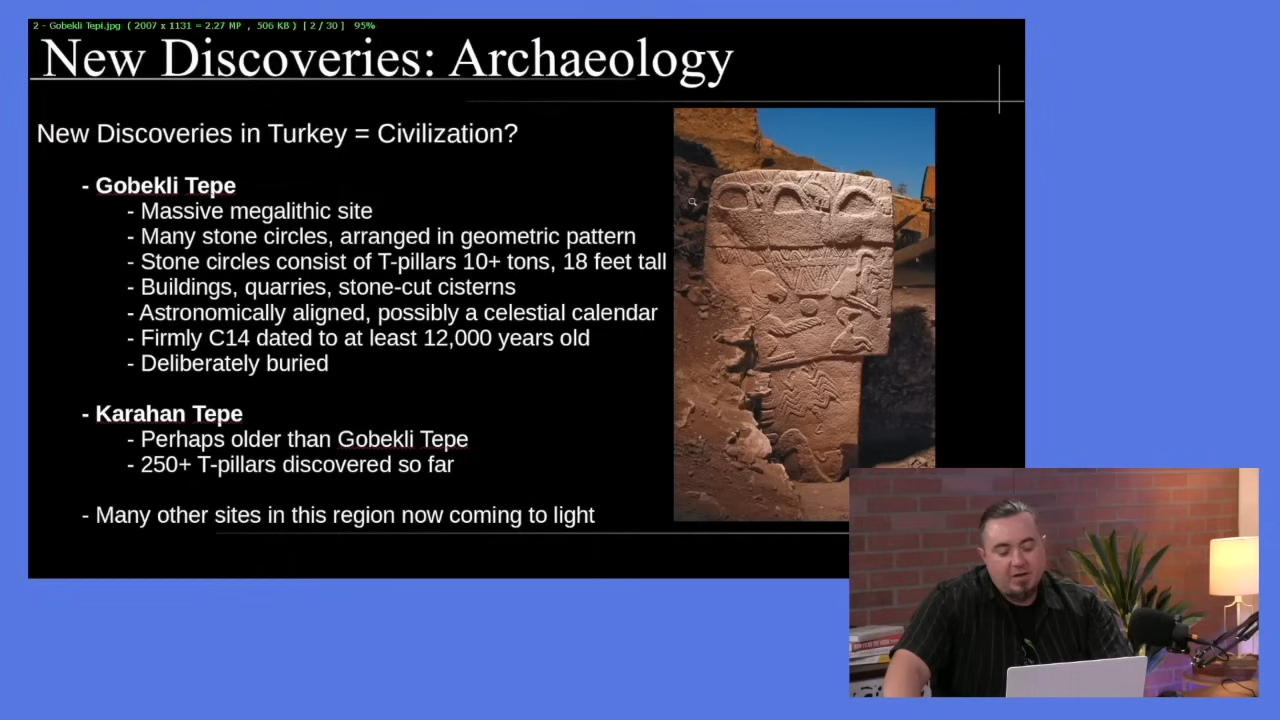 2 - Gobekli Tepi.jpg ( 2007 x 1131 = 2.27 MP , 506 KB ) [ 2 / 30 ] 95%
New Discoveries: Archaeology
New Discoveries in Turkey = Civilization?
- Gobekli Tepe
- Massive megalithic site
- Many stone circles, arranged in geometric pattern
- Stone circles consist of T-pillars 10+ tons, 18 feet tall
- Buildings, quarries, stone-cut cisterns
- Astronomically aligned, possibly a celestial calendar
- Firmly C14 dated to at least 12,000 years old
- Deliberately buried
- Karahan Tepe
- Perhaps older than Gobekli Tepe
- 250+ T-pillars discovered so far
- Many other sites in this region now coming to light